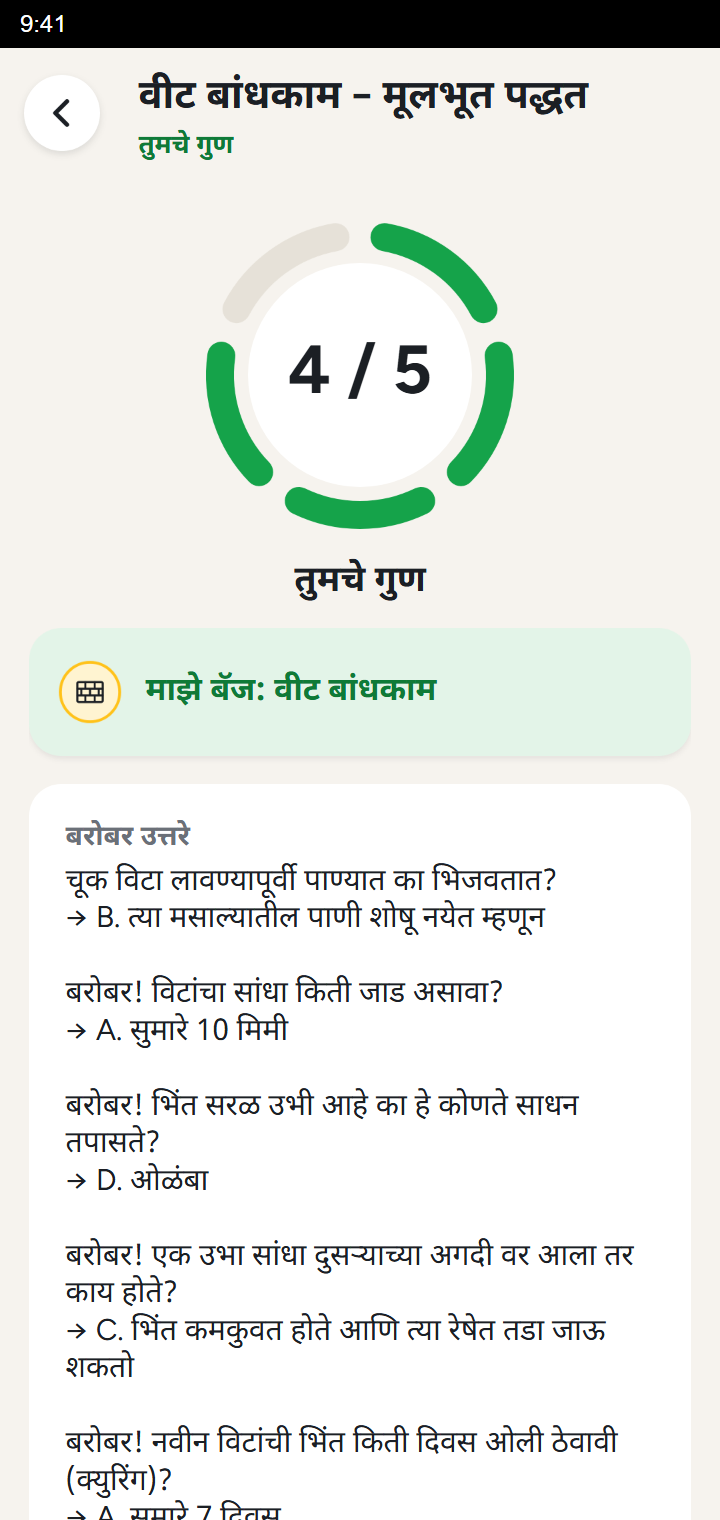 9:41
वीट बांधकाम – मूलभूत पद्धत
तुमचे गुण
4 / 5
तुमचे गुण
माझे बॅज: वीट बांधकाम
बरोबर उत्तरे
चूक विटा लावण्यापूर्वी पाण्यात का भिजवतात?
→ B. त्या मसाल्यातील पाणी शोषू नयेत म्हणून
बरोबर! विटांचा सांधा किती जाड असावा?
→ A. सुमारे 10 मिमी
बरोबर! भिंत सरळ उभी आहे का हे कोणते साधन
तपासते?
→ D. ओळंबा
बरोबर! एक उभा सांधा दुसऱ्याच्या अगदी वर आला तर
काय होते?
→ C. भिंत कमकुवत होते आणि त्या रेषेत तडा जाऊ
शकतो
बरोबर! नवीन विटांची भिंत किती दिवस ओली ठेवावी
(क्युरिंग)?
→ A. सुमारे 7 दिवस